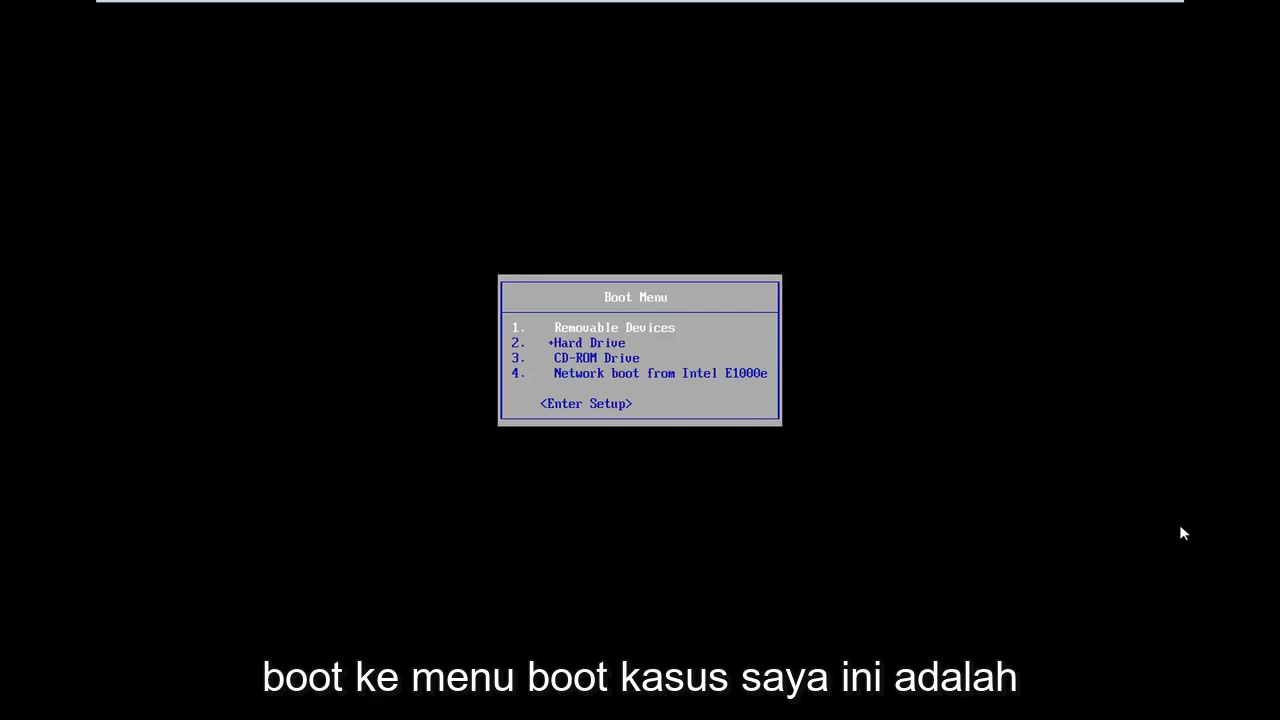 Boot Menu
1. Removable Devices
2. +Hard Drive
3. CD-ROM Drive
4. Network boot from Intel E1000e
<Enter Setup>
boot ke menu boot kasus saya ini adalah